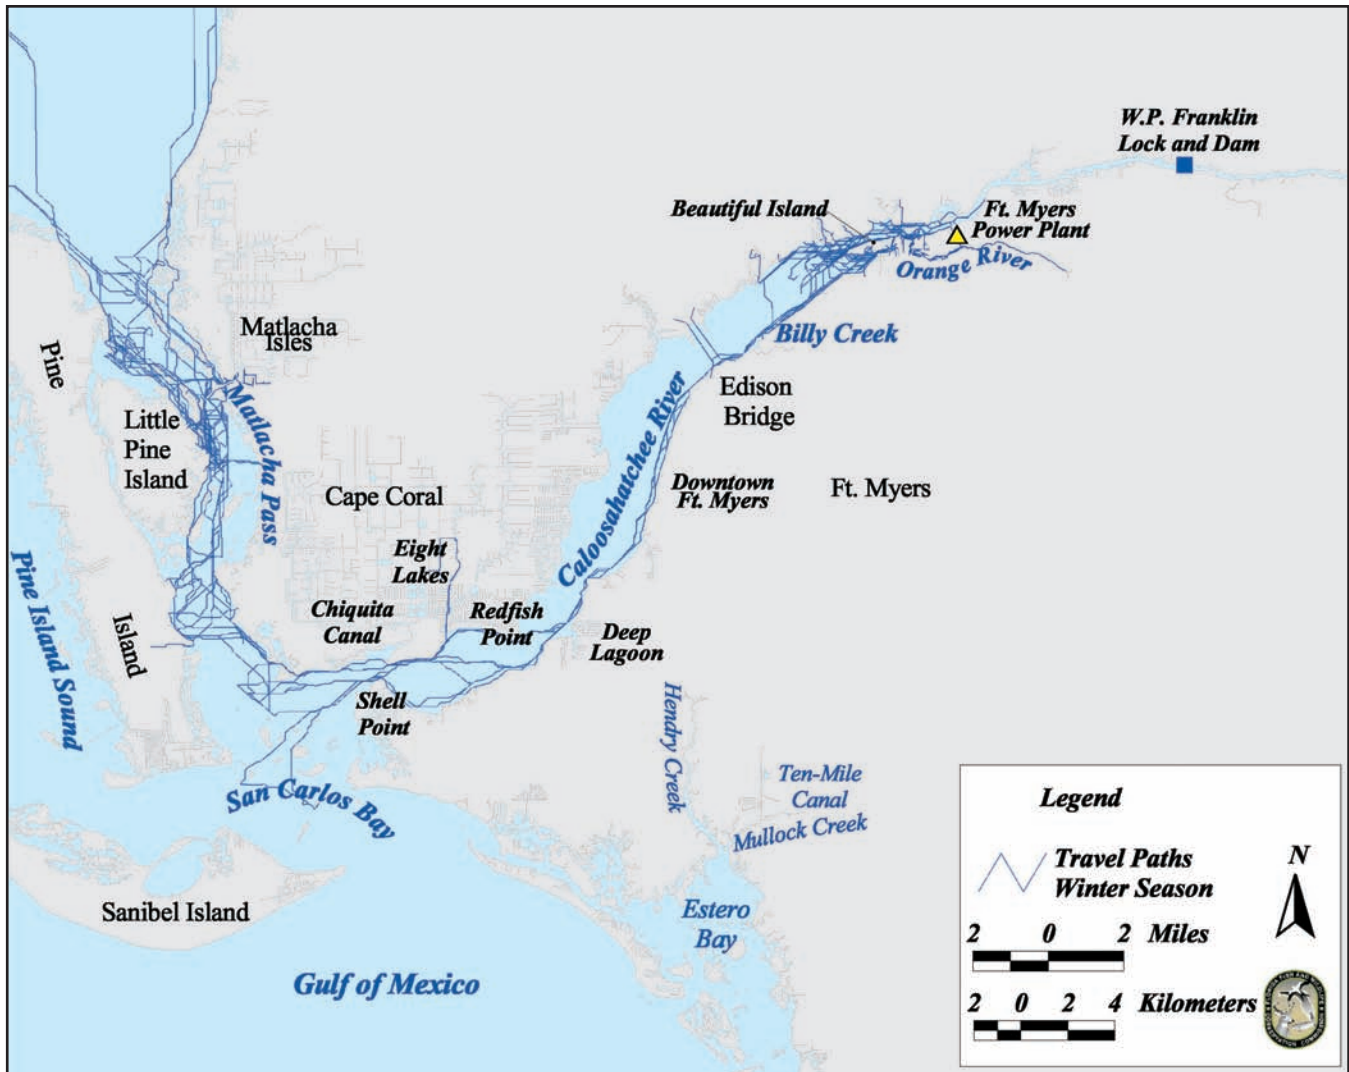 W.P. Franklin
Lock and Dam
Beautiful Island
Ft. Myers
Power Plant
Orange River
Billy Creek
Matlacha
Isles
Pine
Edison
Bridge
Matlacha Pass
Little
Pine
Island
Caloosahatchee River
Downtown
Ft. Myers
Ft. Myers
Cape Coral
Eight
Lakes
Pine Island Sound
Island
Chiquita
Canal
Redfish
Point
Deep
Lagoon
Shell
Point
Hendry Creek
San Carlos Bay
Ten-Mile
Canal
Mullock Creek
Sanibel Island
Estero
Bay
Gulf of Mexico
Legend
Travel Paths
Winter Season
N
2 0 2 Miles
2 0 2 4 Kilometers